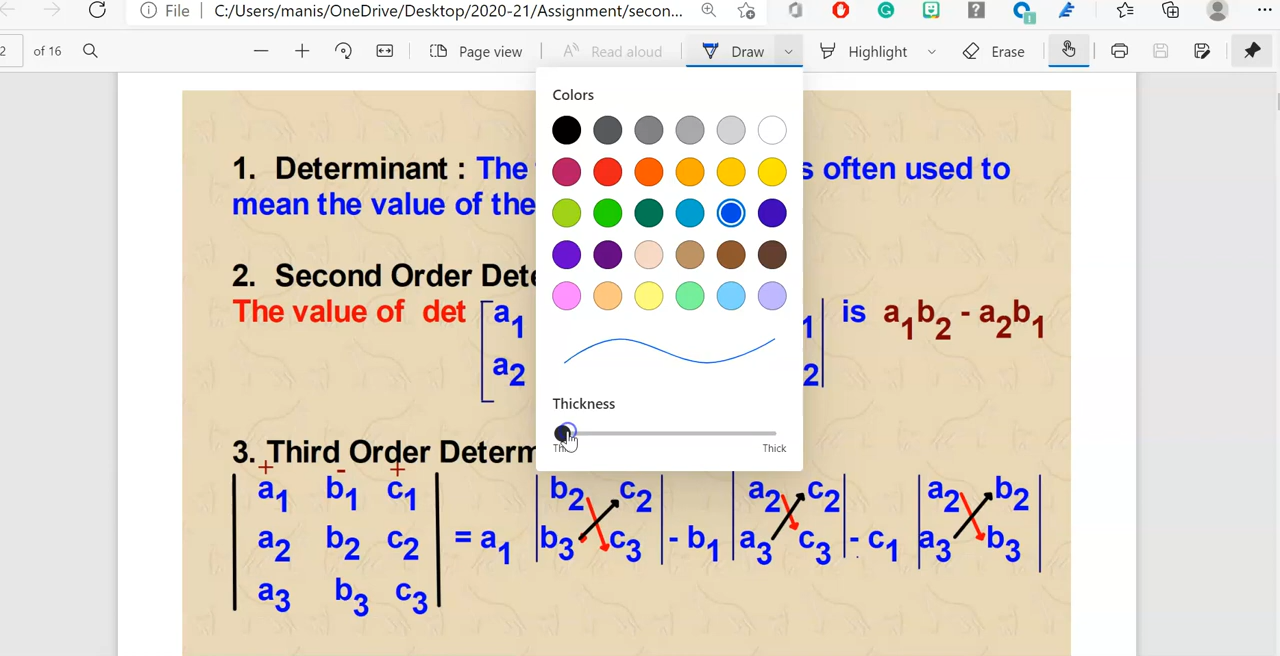 File | C:/Users/manis/OneDrive/Desktop/2020-21/Assignment/secon...
2 of 16 Page view Read aloud Draw Highlight Erase
Colors
Thickness
Thick
1. Determinant : The s often used to
mean the value of the
2. Second Order Dete
The value of det [a1 1| is a1b2 - a2b1
a2 2|
3. Third Order Determ
+ - +
a1 b1 c1
a2 b2 c2
a3 b3 c3
= a1 |b2 c2| - b1 |a2 c2| - c1 |a2 b2|
b3 c3 a3 c3 a3 b3